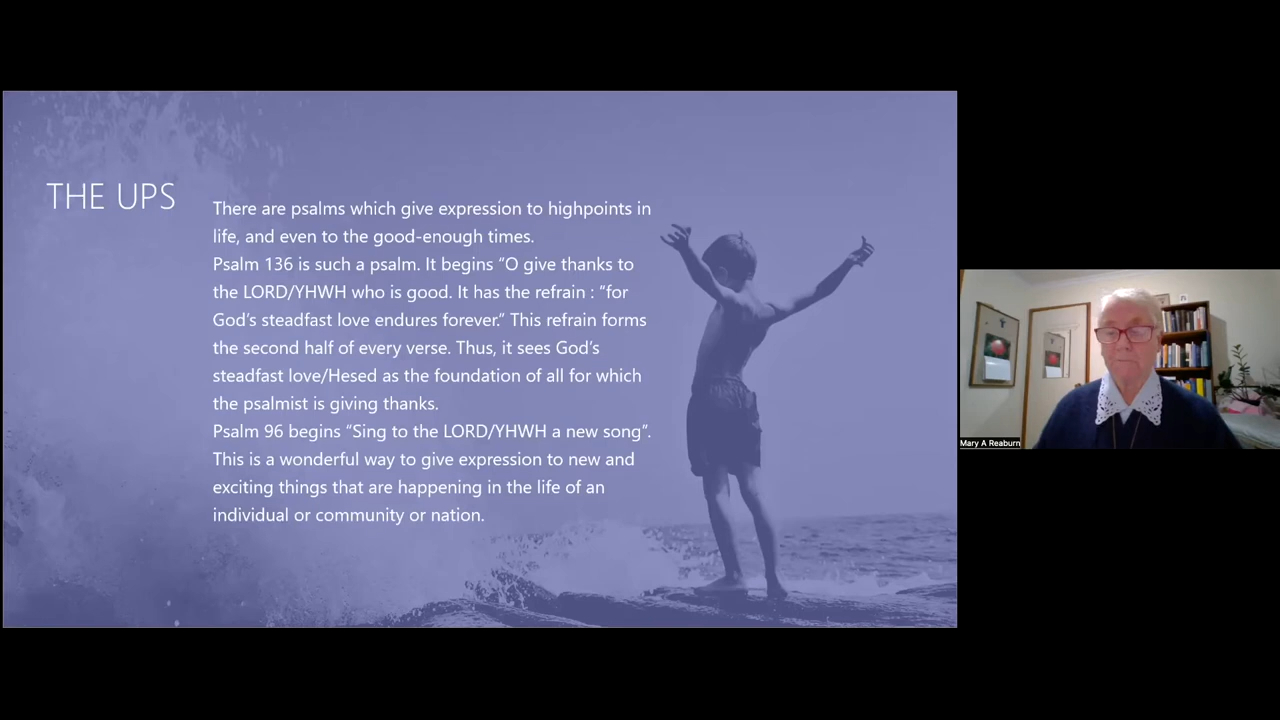 THE UPS
There are psalms which give expression to highpoints in
life, and even to the good-enough times.
Psalm 136 is such a psalm. It begins “O give thanks to
the LORD/YHWH who is good. It has the refrain : “for
God’s steadfast love endures forever.” This refrain forms
the second half of every verse. Thus, it sees God’s
steadfast love/Hesed as the foundation of all for which
the psalmist is giving thanks.
Psalm 96 begins “Sing to the LORD/YHWH a new song”.
This is a wonderful way to give expression to new and
exciting things that are happening in the life of an
individual or community or nation.
Mary A Reaburn